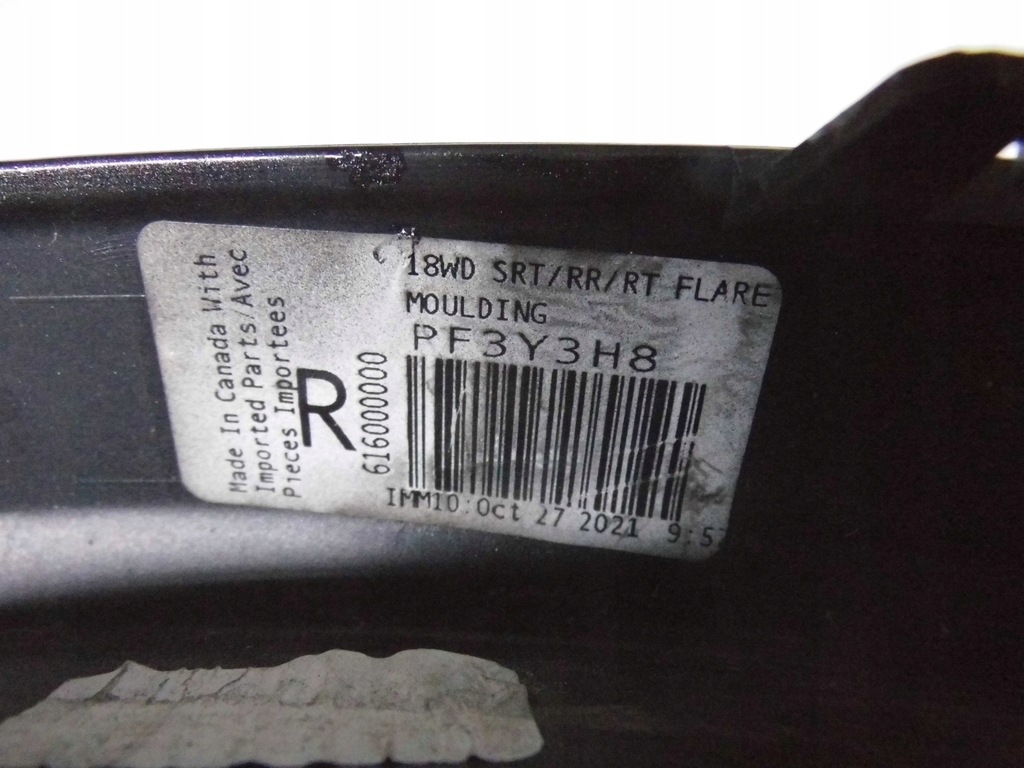 18WD SRT/RR/RT FLARE
MOULDING
PF3Y3H8
Made In Canada With
Imported Parts/Avec
Pieces Importees
R
616000000
IMM10:Oct 27 2021 9:57